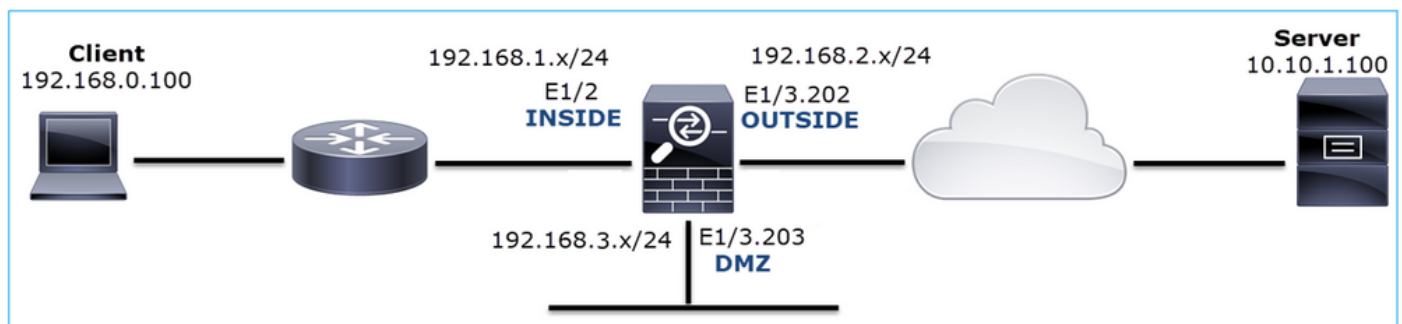 Client
192.168.0.100
192.168.1.x/24
E1/2
INSIDE
192.168.2.x/24
E1/3.202
OUTSIDE
Server
10.10.1.100
192.168.3.x/24
E1/3.203
DMZ